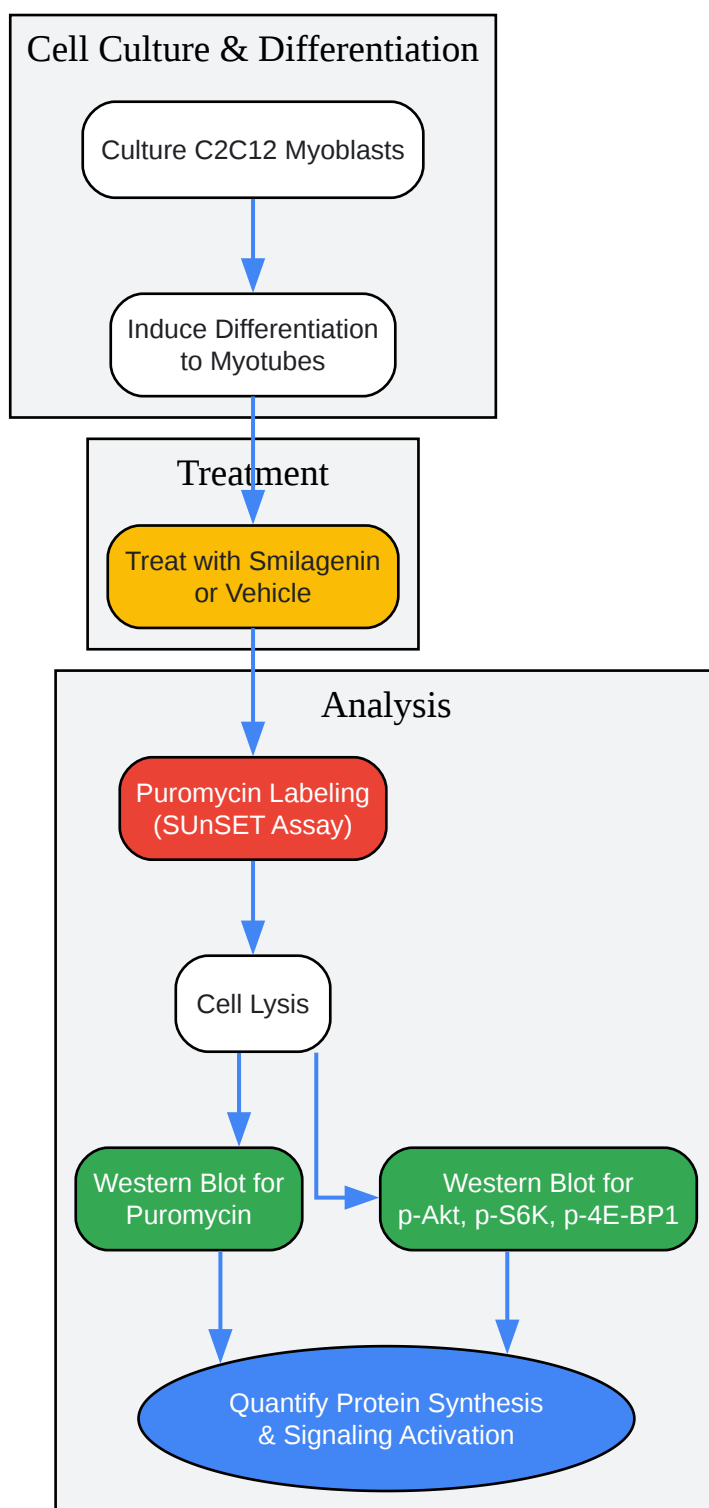 Cell Culture & Differentiation
Culture C2C12 Myoblasts
Induce Differentiation
to Myotubes
Treatment
Treat with Smilagenin
or Vehicle
Analysis
Puromycin Labeling
(SUnSET Assay)
Cell Lysis
Western Blot for
Puromycin
Western Blot for
p-Akt, p-S6K, p-4E-BP1
Quantify Protein Synthesis
& Signaling Activation